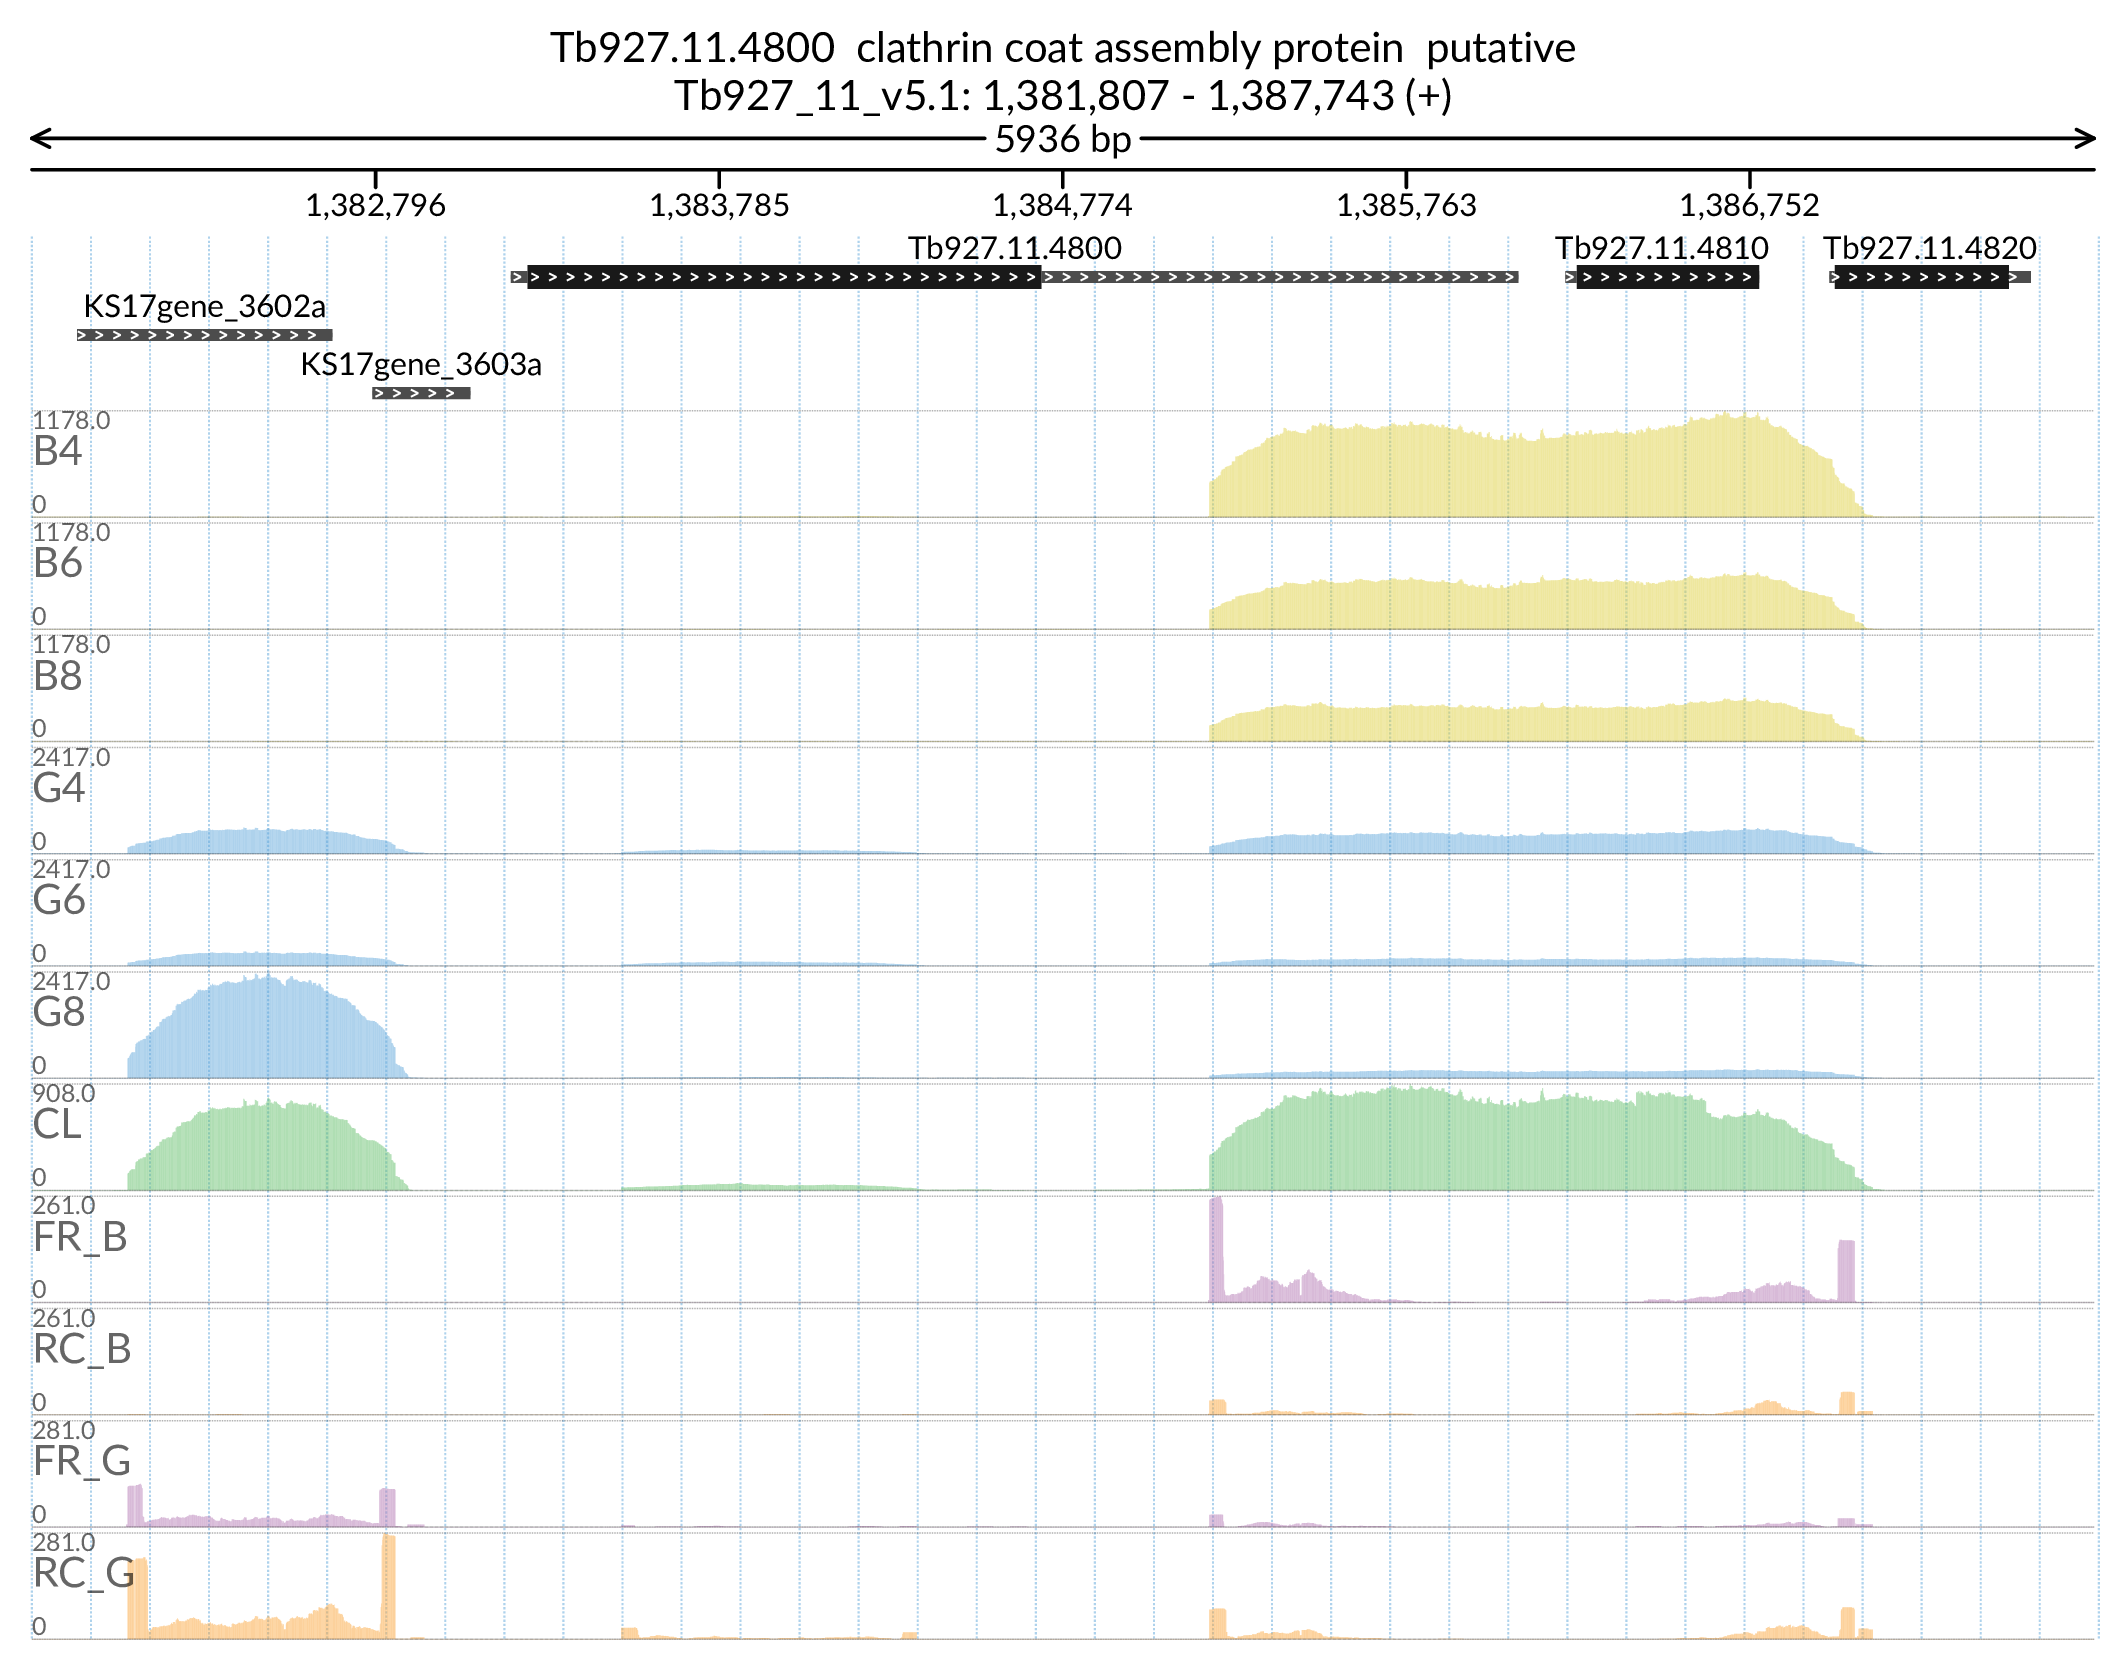 Tb927.11.4800  clathrin coat assembly protein  putative
Tb927_11_v5.1: 1,381,807 - 1,387,743 (+)
5936 bp
1,382,796 1,383,785 1,384,774 1,385,763 1,386,752
Tb927.11.4800 Tb927.11.4810 Tb927.11.4820
KS17gene_3602a
KS17gene_3603a
1178.0
B4
0
1178.0
B6
0
1178.0
B8
0
2417.0
G4
0
2417.0
G6
0
2417.0
G8
0
908.0
CL
0
261.0
FR_B
0
261.0
RC_B
0
281.0
FR_G
0
281.0
RC_G
0